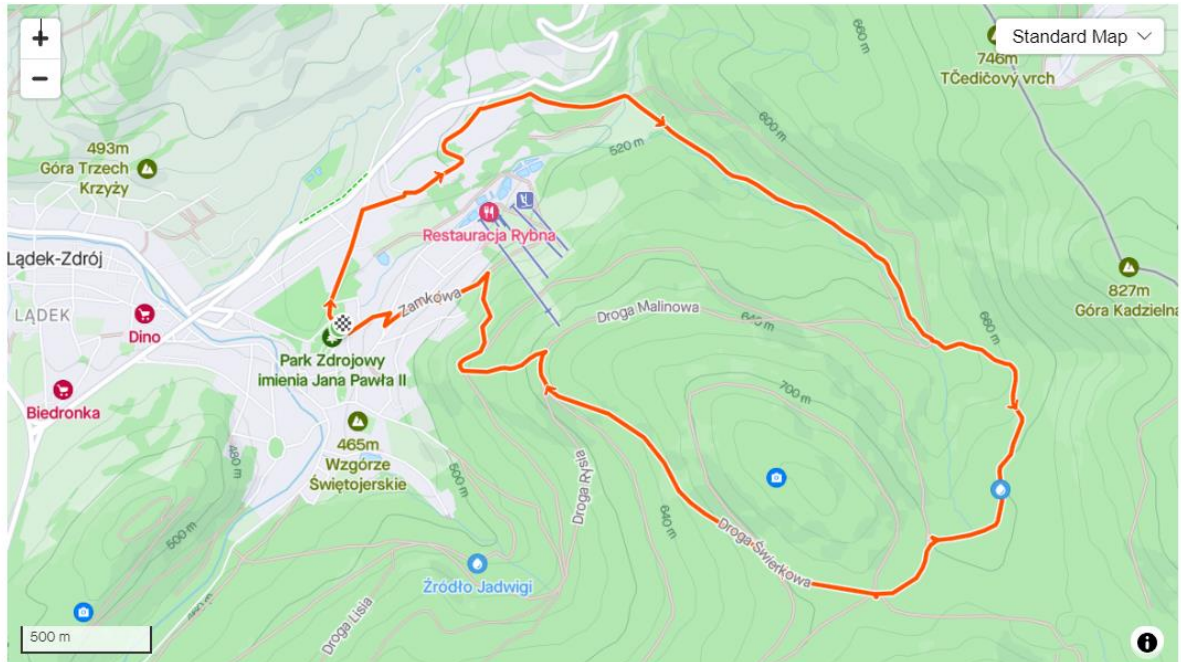 +
−
Standard Map
660 m
746m
TČedičový vrch
600 m
520 m
493m
Góra Trzech
Krzyży
Restauracja Rybna
Lądek-Zdrój
LĄDEK
Dino
Zamkowa
Droga Malinowa
640 m
660 m
827m
Góra Kadzielna
Park Zdrojowy
imienia Jana Pawła II
Biedronka
700 m
465m
Wzgórze
Świętojerskie
480 m
500 m
500 m
Droga Rysia
640 m
Droga Świerkowa
Źródło Jadwigi
Droga Lisia
460 m
500 m